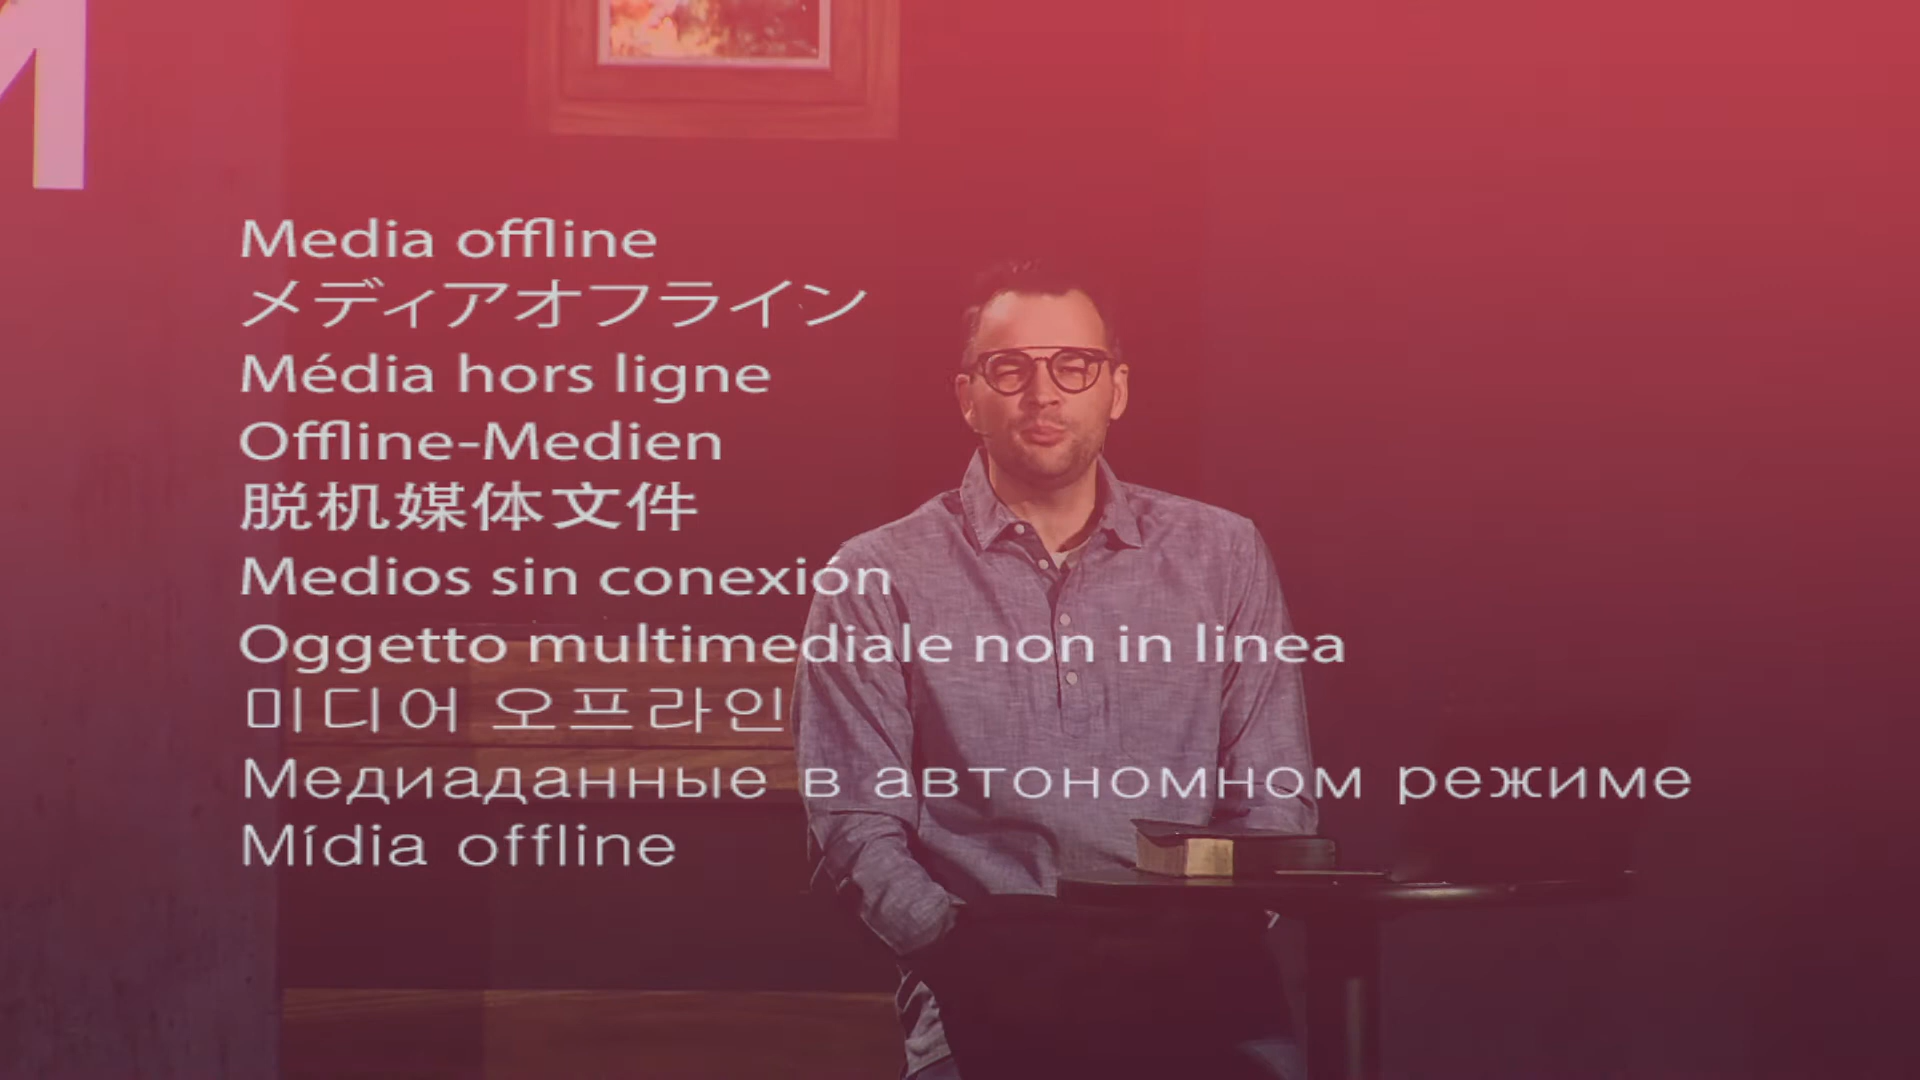 Media offline
メディアオフライン
Média hors ligne
Offline-Medien
脱机媒体文件
Medios sin conexión
Oggetto multimediale non in linea
미디어 오프라인
Медиаданные в автономном режиме
Mídia offline